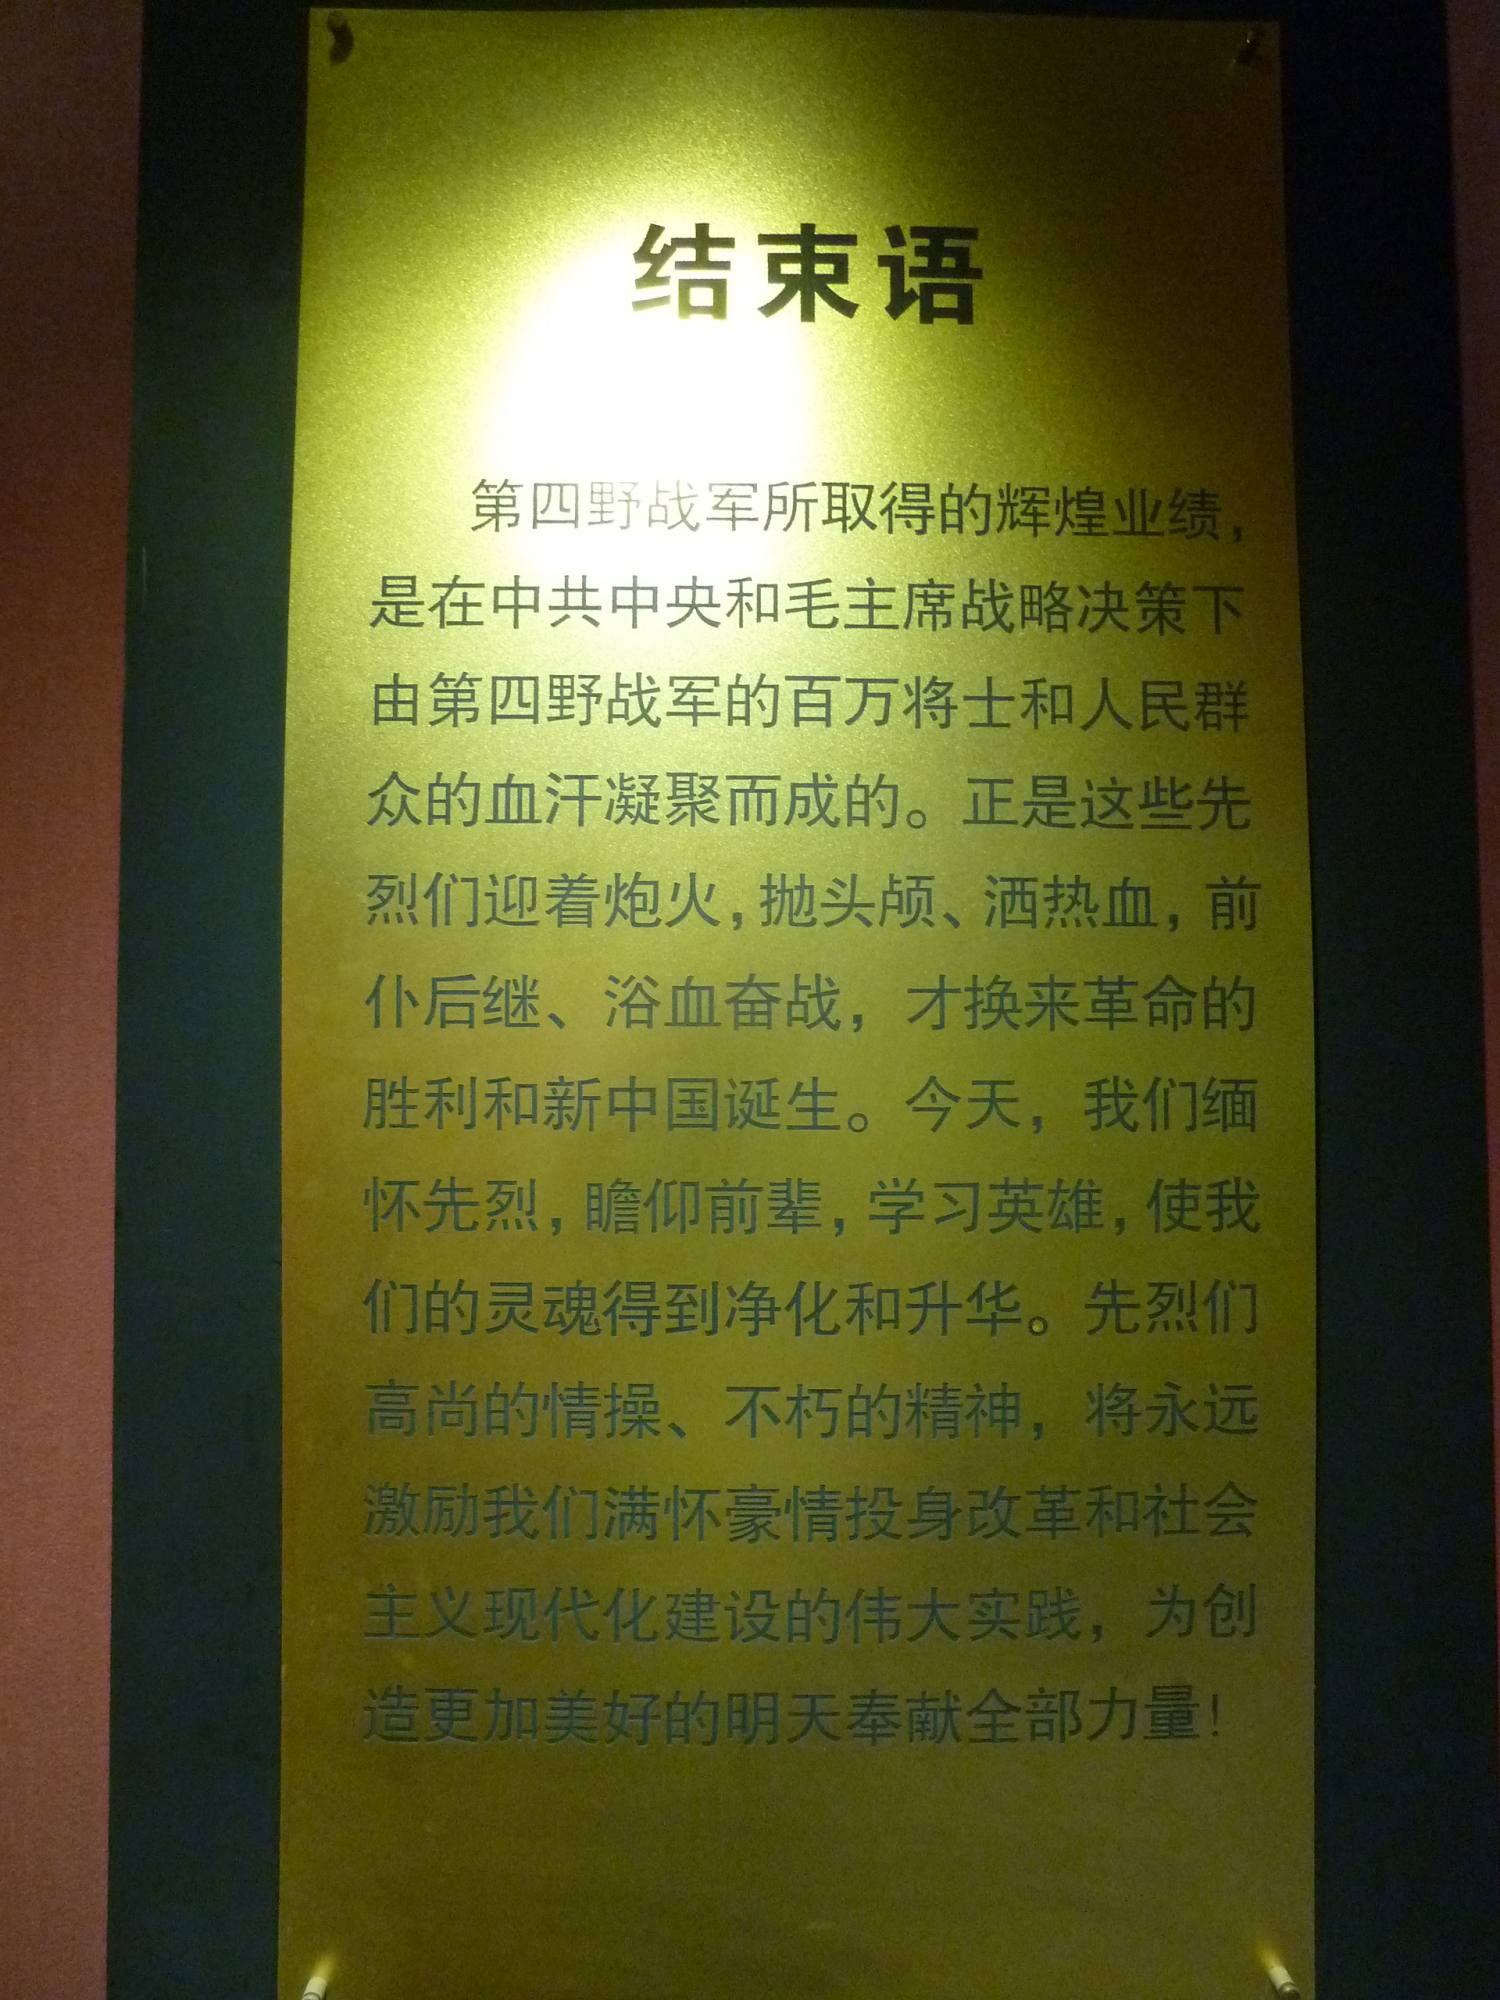 结束语
第四野战军所取得的辉煌业绩，
是在中共中央和毛主席战略决策下
由第四野战军的百万将士和人民群
众的血汗凝聚而成的。正是这些先
烈们迎着炮火，抛头颅、洒热血，前
仆后继、浴血奋战，才换来革命的
胜利和新中国诞生。今天，我们缅
怀先烈，瞻仰前辈，学习英雄，使我
们的灵魂得到净化和升华。先烈们
高尚的情操、不朽的精神，将永远
激励我们满怀豪情投身改革和社会
主义现代化建设的伟大实践，为创
造更加美好的明天奉献全部力量！